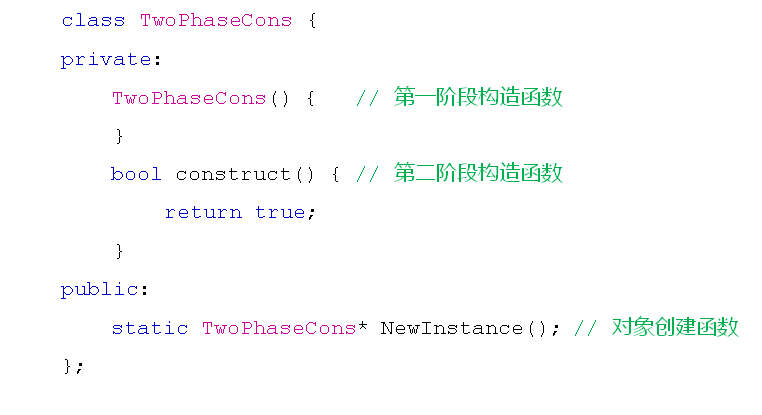 class TwoPhaseCons {
private:
    TwoPhaseCons() {   // 第一阶段构造函数
    }
    bool construct() { // 第二阶段构造函数
        return true;
    }
public:
    static TwoPhaseCons* NewInstance(); // 对象创建函数
};